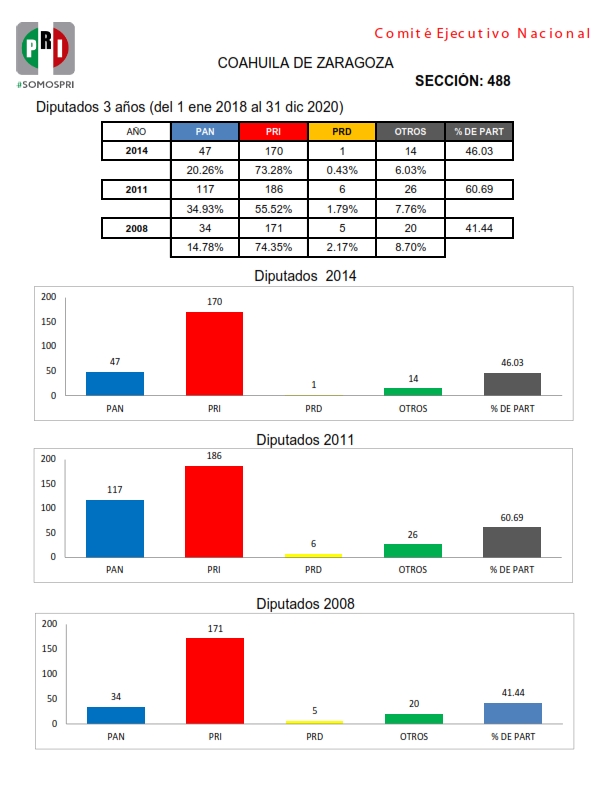 Comité Ejecutivo Nacional
PRI
#SOMOSPRI
COAHUILA DE ZARAGOZA
SECCIÓN: 488
Diputados 3 años (del 1 ene 2018 al 31 dic 2020)
AÑO PAN PRI PRD OTROS % DE PART
2014 47 170 1 14 46.03
20.26% 73.28% 0.43% 6.03%
2011 117 186 6 26 60.69
34.93% 55.52% 1.79% 7.76%
2008 34 171 5 20 41.44
14.78% 74.35% 2.17% 8.70%
Diputados 2014
200
150
100
50
0
47 170 1 14 46.03
PAN PRI PRD OTROS % DE PART
Diputados 2011
200
150
100
50
0
117 186 6 26 60.69
PAN PRI PRD OTROS % DE PART
Diputados 2008
200
150
100
50
0
34 171 5 20 41.44
PAN PRI PRD OTROS % DE PART